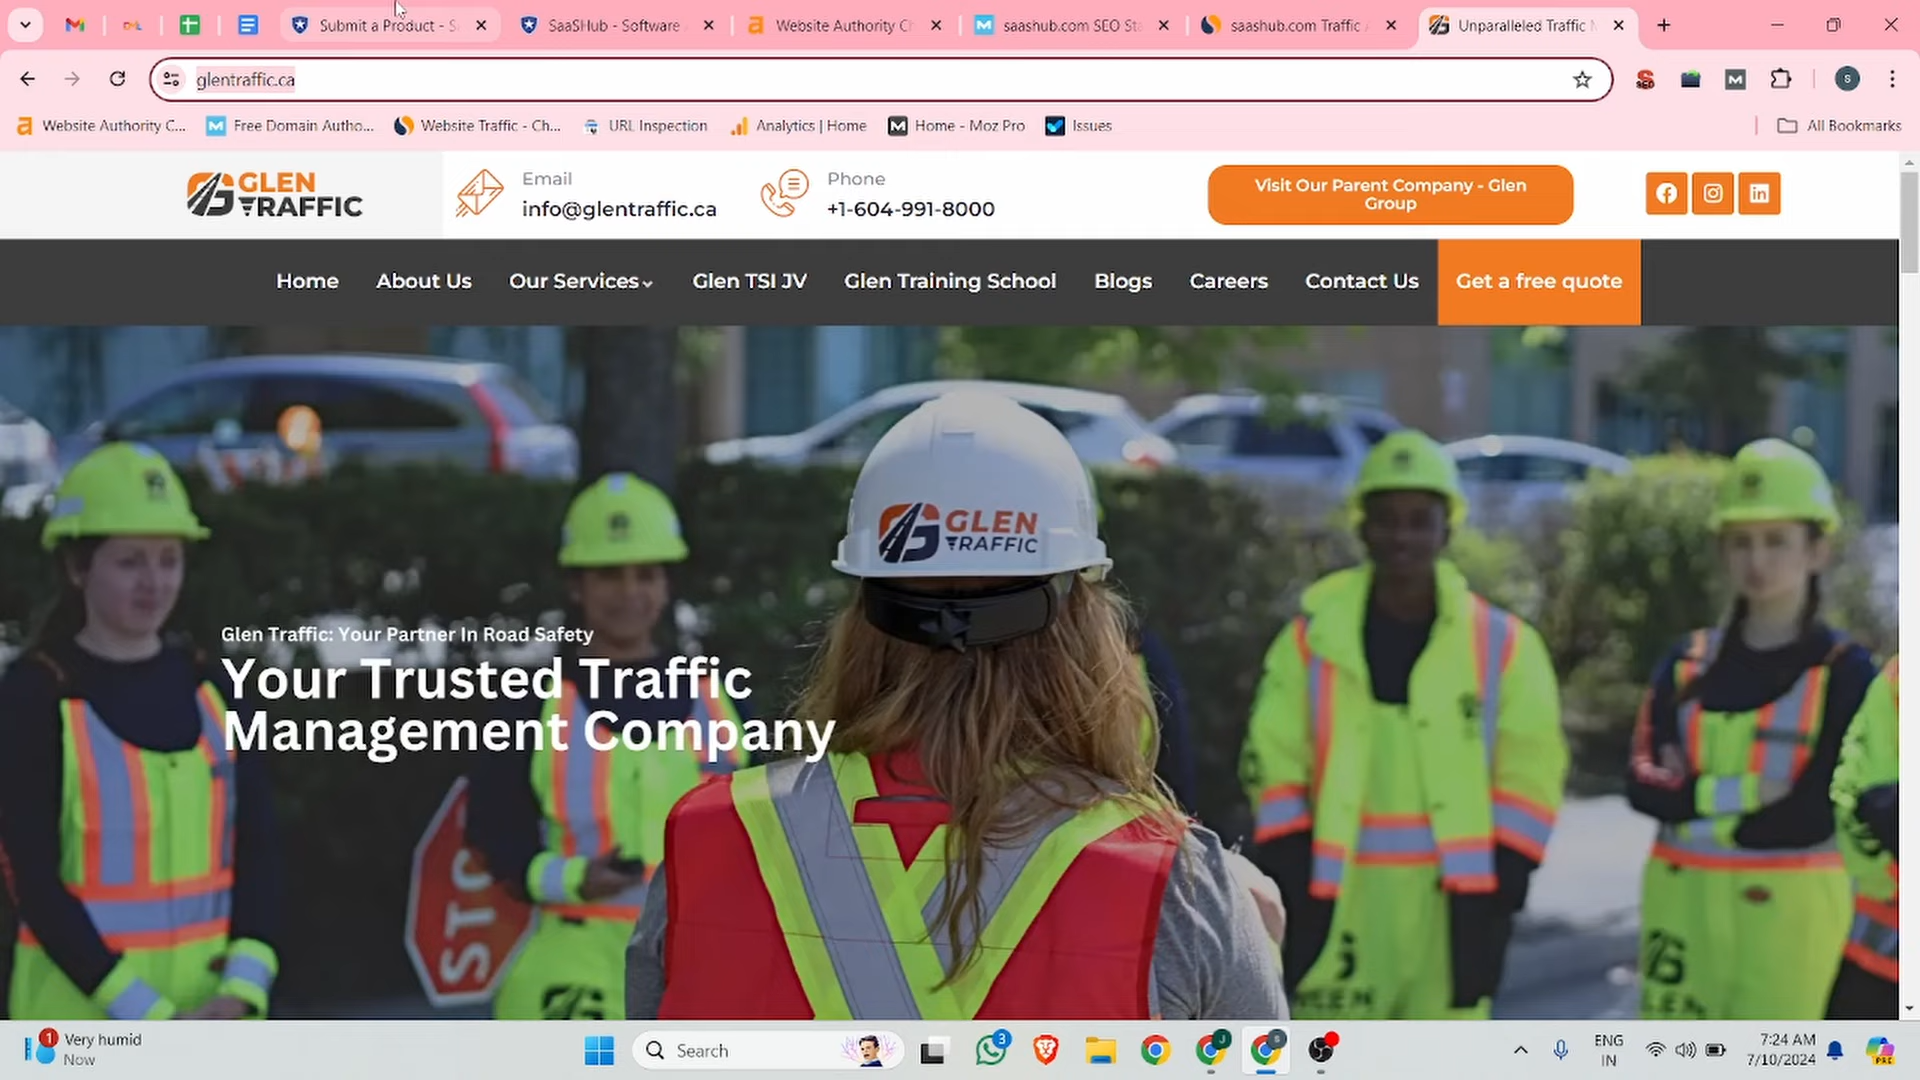 Submit a Product - S
SaaSHub - Software
Website Authority C
saashub.com SEO Sta
saashub.com Traffic
Unparalleled Traffic M
glentraffic.ca
Website Authority C...
Free Domain Autho...
Website Traffic - Ch...
URL Inspection
Analytics | Home
Home - Moz Pro
Issues
All Bookmarks
GLEN
TRAFFIC
Email
info@glentraffic.ca
Phone
+1-604-991-8000
Visit Our Parent Company - Glen
Group
Home
About Us
Our Services
Glen TSI JV
Glen Training School
Blogs
Careers
Contact Us
Get a free quote
GLEN
TRAFFIC
Glen Traffic: Your Partner In Road Safety
Your Trusted Traffic
Management Company
STO
1
Very humid
Now
Search
3
J
s
ENG
IN
7:24 AM
7/10/2024
PRE